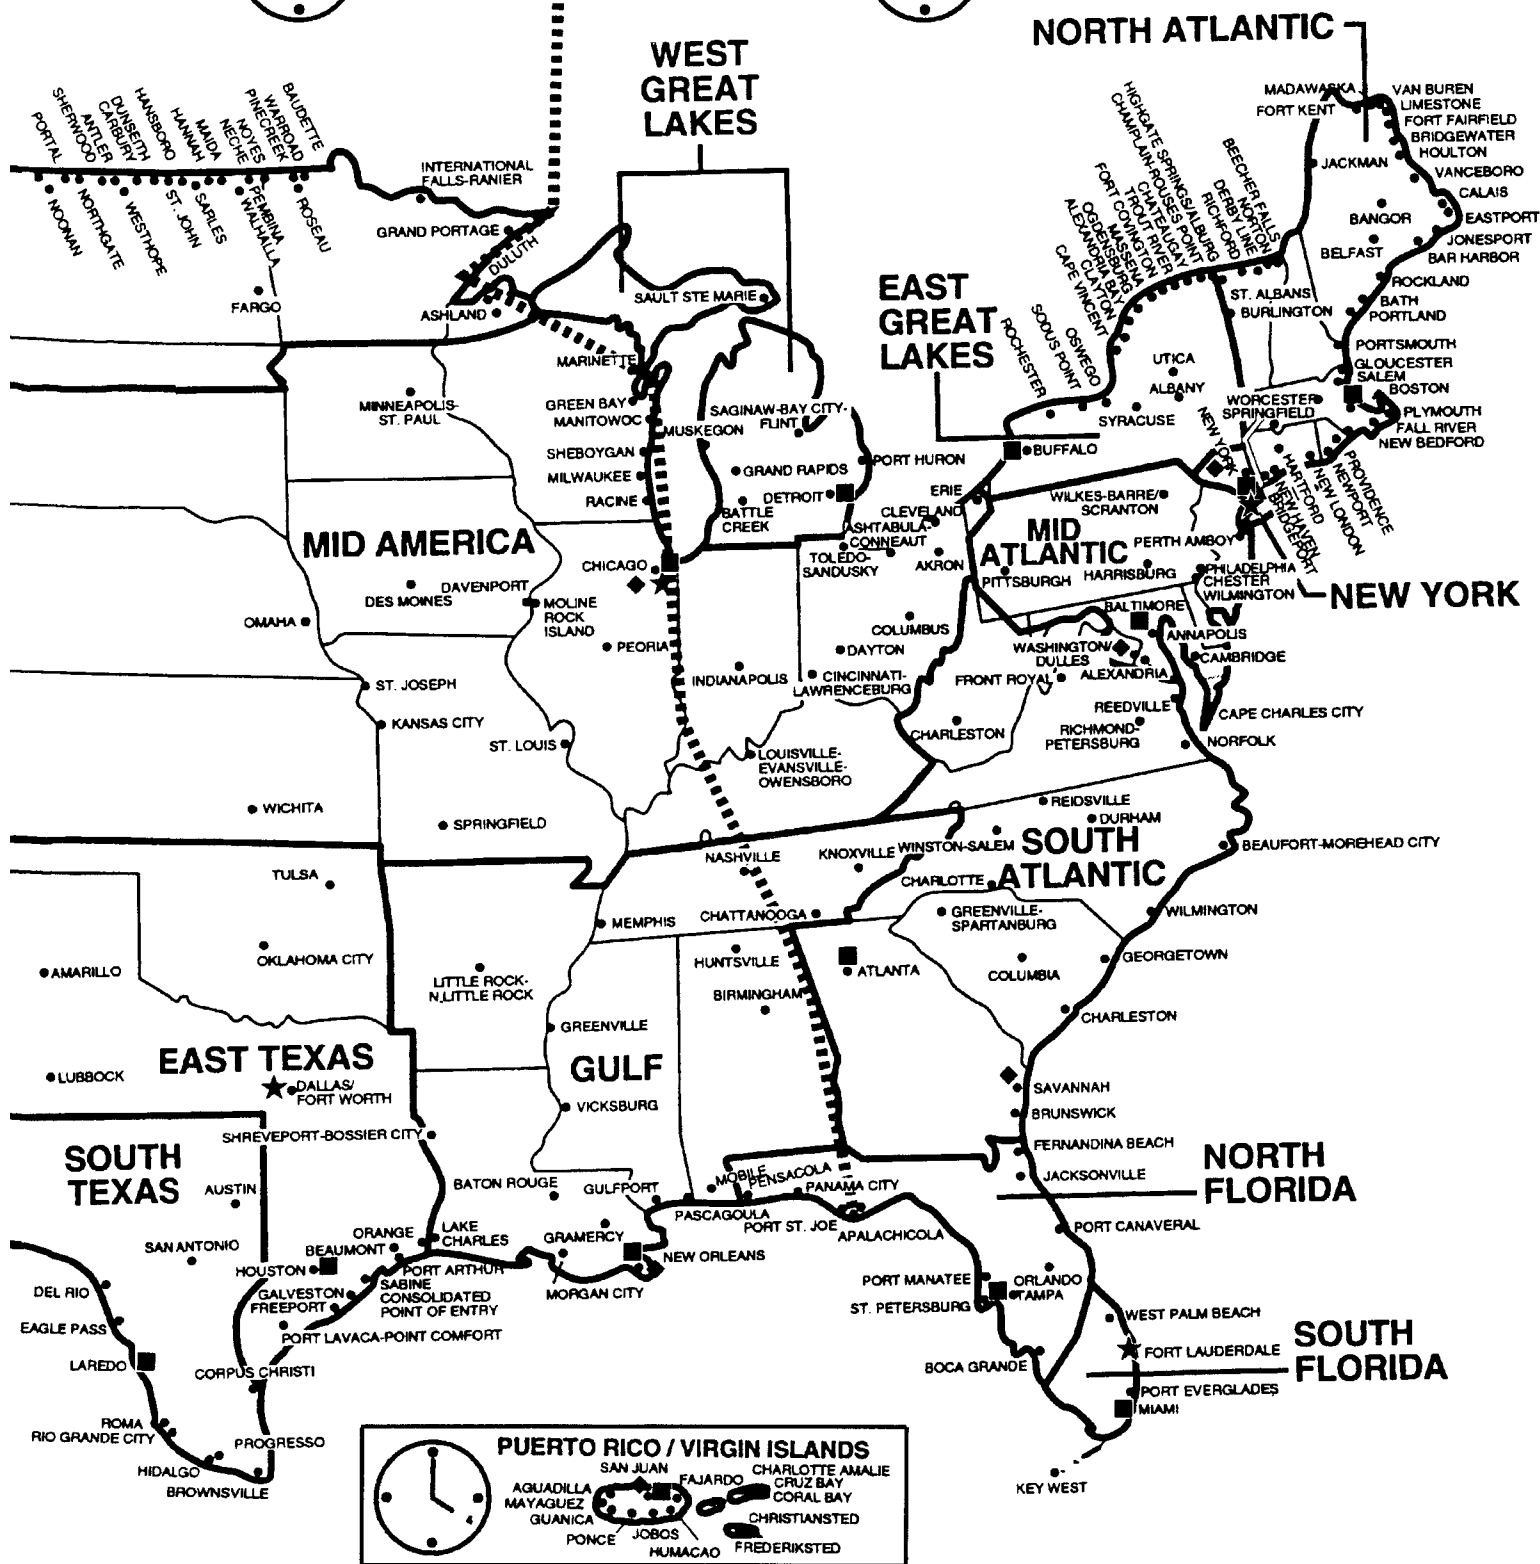 NORTH ATLANTIC
WEST
GREAT
LAKES
MADAWASKA
FORT KENT
VAN BUREN
LIMESTONE
FORT FAIRFIELD
BRIDGEWATER
HOULTON
VANCEBORO
CALAIS
EASTPORT
JONESPORT
BAR HARBOR
JACKMAN
BANGOR
BELFAST
ROCKLAND
BATH
PORTLAND
PORTSMOUTH
GLOUCESTER
SALEM
BOSTON
PLYMOUTH
FALL RIVER
NEW BEDFORD
PROVIDENCE
NEWPORT
NEW LONDON
HARTFORD
NEW HAVEN
BRIDGEPORT
WORCESTER
SPRINGFIELD
ST. ALBANS
BURLINGTON
BEECHER FALLS
NORTON
DERBY LINE
RICHFORD
HIGHGATE SPRINGS/ALBURG
CHAMPLAIN-ROUSES POINT
CHATEAUGAY
TROUT RIVER
FORT COVINGTON
MASSENA
OGDENSBURG
ALEXANDRIA BAY
CLAYTON
CAPE VINCENT
OSWEGO
SODUS POINT
ROCHESTER
PORTAL
SHERWOOD
ANTLER
CARBURY
DUNSEITH
HANSBORO
HANNAH
MAIDA
NECHE
NOYES
PINECREEK
WARROAD
BAUDETTE
NOONAN
NORTHGATE
WESTHOPE
ST. JOHN
SARLES
WALHALLA
PEMBINA
ROSEAU
INTERNATIONAL
FALLS-RANIER
GRAND PORTAGE
DULUTH
ASHLAND
FARGO
SAULT STE MARIE
EAST
GREAT
LAKES
UTICA
ALBANY
SYRACUSE
BUFFALO
NEW YORK
MARINETTE
GREEN BAY
MANITOWOC
SHEBOYGAN
MILWAUKEE
RACINE
MINNEAPOLIS-
ST. PAUL
SAGINAW-BAY CITY-
FLINT
MUSKEGON
GRAND RAPIDS
DETROIT
BATTLE
CREEK
PORT HURON
ERIE
CLEVELAND
ASHTABULA-
CONNEAUT
TOLEDO-
SANDUSKY
AKRON
WILKES-BARRE/
SCRANTON
MID
ATLANTIC
PERTH AMBOY
PITTSBURGH
HARRISBURG
PHILADELPHIA
CHESTER
WILMINGTON
NEW YORK
MID AMERICA
CHICAGO
DAVENPORT
DES MOINES
MOLINE
ROCK
ISLAND
OMAHA
PEORIA
COLUMBUS
DAYTON
INDIANAPOLIS
CINCINNATI-
LAWRENCEBURG
BALTIMORE
ANNAPOLIS
WASHINGTON/
DULLES
CAMBRIDGE
FRONT ROYAL
ALEXANDRIA
REEDVILLE
CAPE CHARLES CITY
CHARLESTON
RICHMOND-
PETERSBURG
NORFOLK
ST. JOSEPH
KANSAS CITY
ST. LOUIS
LOUISVILLE-
EVANSVILLE-
OWENSBORO
WICHITA
SPRINGFIELD
REIDSVILLE
DURHAM
SOUTH
ATLANTIC
BEAUFORT-MOREHEAD CITY
NASHVILLE
KNOXVILLE
WINSTON-SALEM
TULSA
CHARLOTTE
MEMPHIS
CHATTANOOGA
GREENVILLE-
SPARTANBURG
WILMINGTON
OKLAHOMA CITY
AMARILLO
LITTLE ROCK-
N.LITTLE ROCK
HUNTSVILLE
ATLANTA
COLUMBIA
GEORGETOWN
BIRMINGHAM
GREENVILLE
CHARLESTON
EAST TEXAS
GULF
LUBBOCK
DALLAS/
FORT WORTH
SAVANNAH
VICKSBURG
BRUNSWICK
SHREVEPORT-BOSSIER CITY
FERNANDINA BEACH
SOUTH
TEXAS
NORTH
FLORIDA
JACKSONVILLE
AUSTIN
BATON ROUGE
GULFPORT
MOBILE
PENSACOLA
PANAMA CITY
PASCAGOULA
PORT ST. JOE
APALACHICOLA
PORT CANAVERAL
SAN ANTONIO
ORANGE
LAKE
CHARLES
BEAUMONT
GRAMERCY
NEW ORLEANS
HOUSTON
PORT ARTHUR
MORGAN CITY
DEL RIO
GALVESTON
FREEPORT
SABINE
CONSOLIDATED
POINT OF ENTRY
PORT MANATEE
ORLANDO
TAMPA
ST. PETERSBURG
WEST PALM BEACH
EAGLE PASS
PORT LAVACA-POINT COMFORT
LAREDO
CORPUS CHRISTI
BOCA GRANDE
FORT LAUDERDALE
SOUTH
FLORIDA
PORT EVERGLADES
MIAMI
ROMA
RIO GRANDE CITY
PROGRESSO
HIDALGO
BROWNSVILLE
KEY WEST
PUERTO RICO / VIRGIN ISLANDS
SAN JUAN
FAJARDO
CHARLOTTE AMALIE
CRUZ BAY
CORAL BAY
AGUADILLA
MAYAGUEZ
GUANICA
PONCE
JOBOS
HUMACAO
CHRISTIANSTED
FREDERIKSTED
4